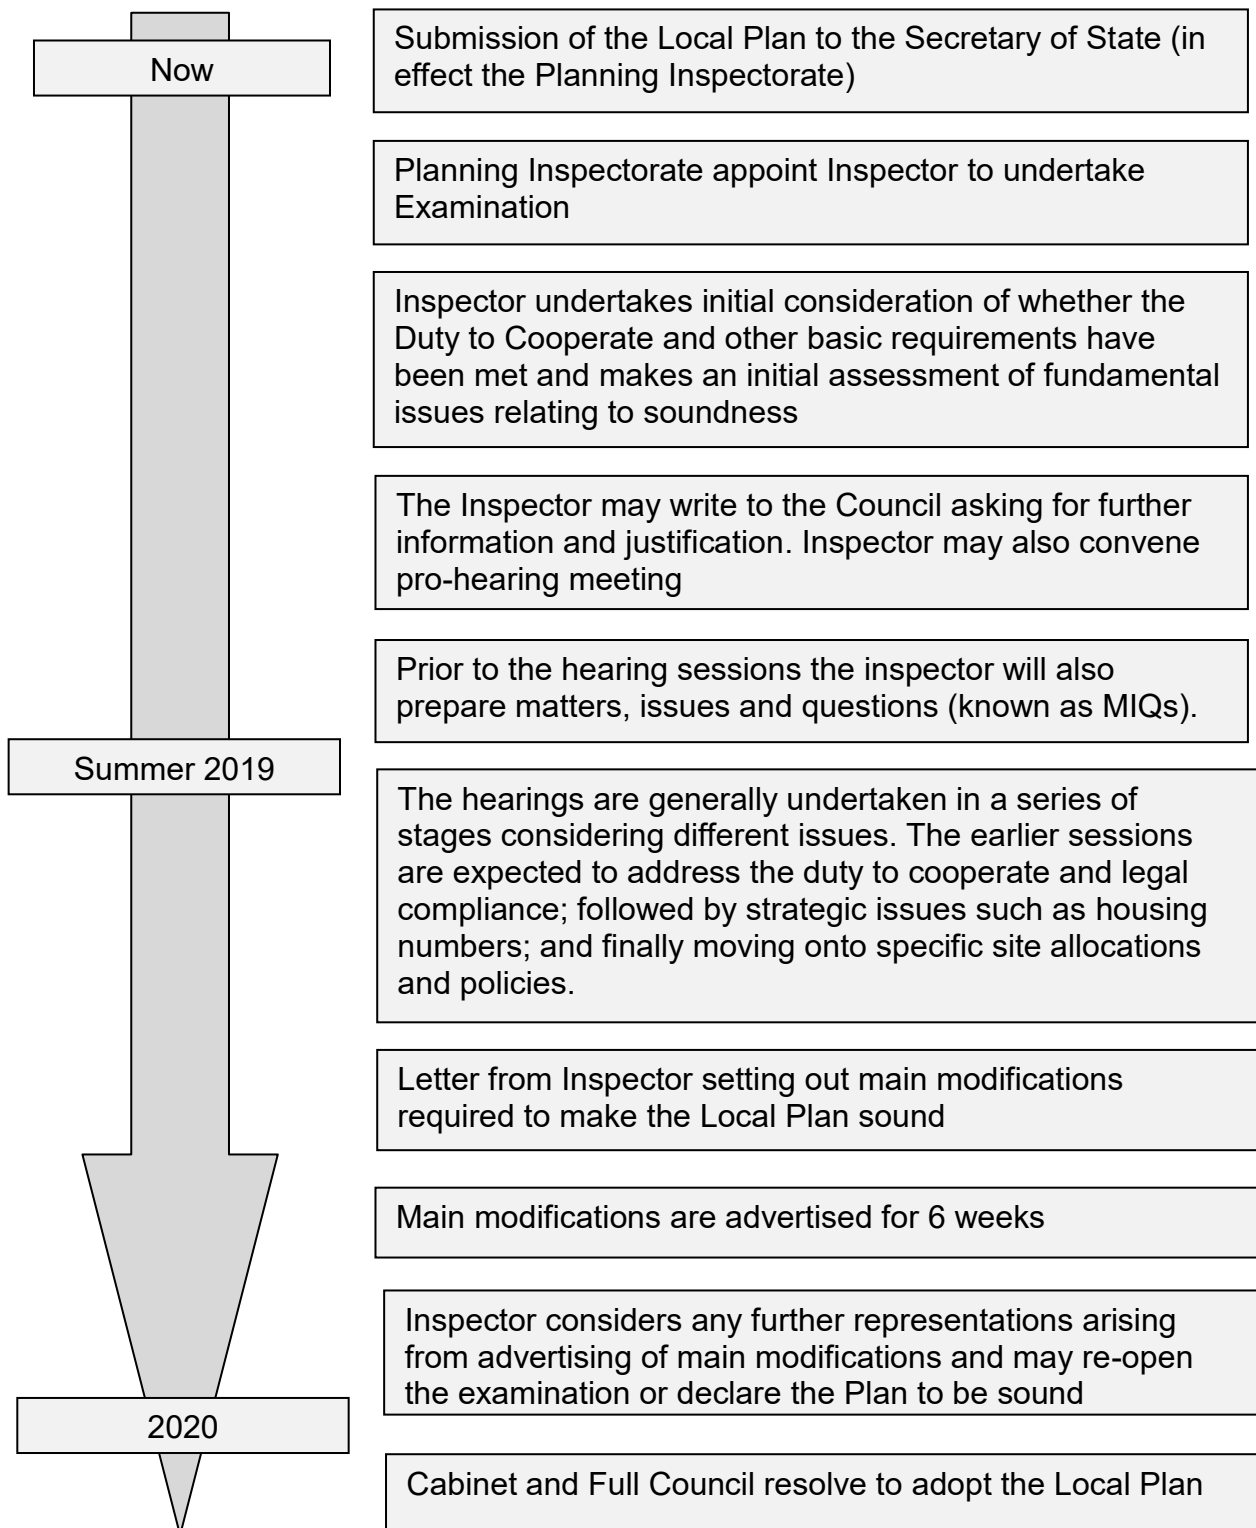 Now
Submission of the Local Plan to the Secretary of State (in
effect the Planning Inspectorate)
Planning Inspectorate appoint Inspector to undertake
Examination
Inspector undertakes initial consideration of whether the
Duty to Cooperate and other basic requirements have
been met and makes an initial assessment of fundamental
issues relating to soundness
The Inspector may write to the Council asking for further
information and justification. Inspector may also convene
pro-hearing meeting
Prior to the hearing sessions the inspector will also
prepare matters, issues and questions (known as MIQs).
Summer 2019
The hearings are generally undertaken in a series of
stages considering different issues. The earlier sessions
are expected to address the duty to cooperate and legal
compliance; followed by strategic issues such as housing
numbers; and finally moving onto specific site allocations
and policies.
Letter from Inspector setting out main modifications
required to make the Local Plan sound
Main modifications are advertised for 6 weeks
Inspector considers any further representations arising
from advertising of main modifications and may re-open
the examination or declare the Plan to be sound
2020
Cabinet and Full Council resolve to adopt the Local Plan